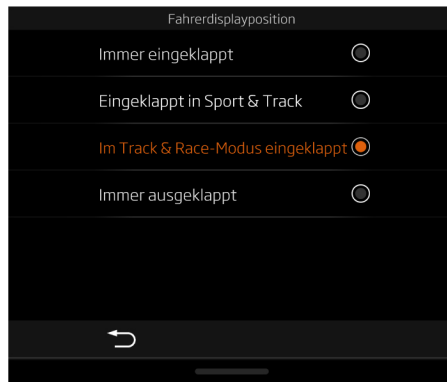 Fahrerdisplayposition
Immer eingeklappt
Eingeklappt in Sport & Track
Im Track & Race-Modus eingeklappt
Immer ausgeklappt